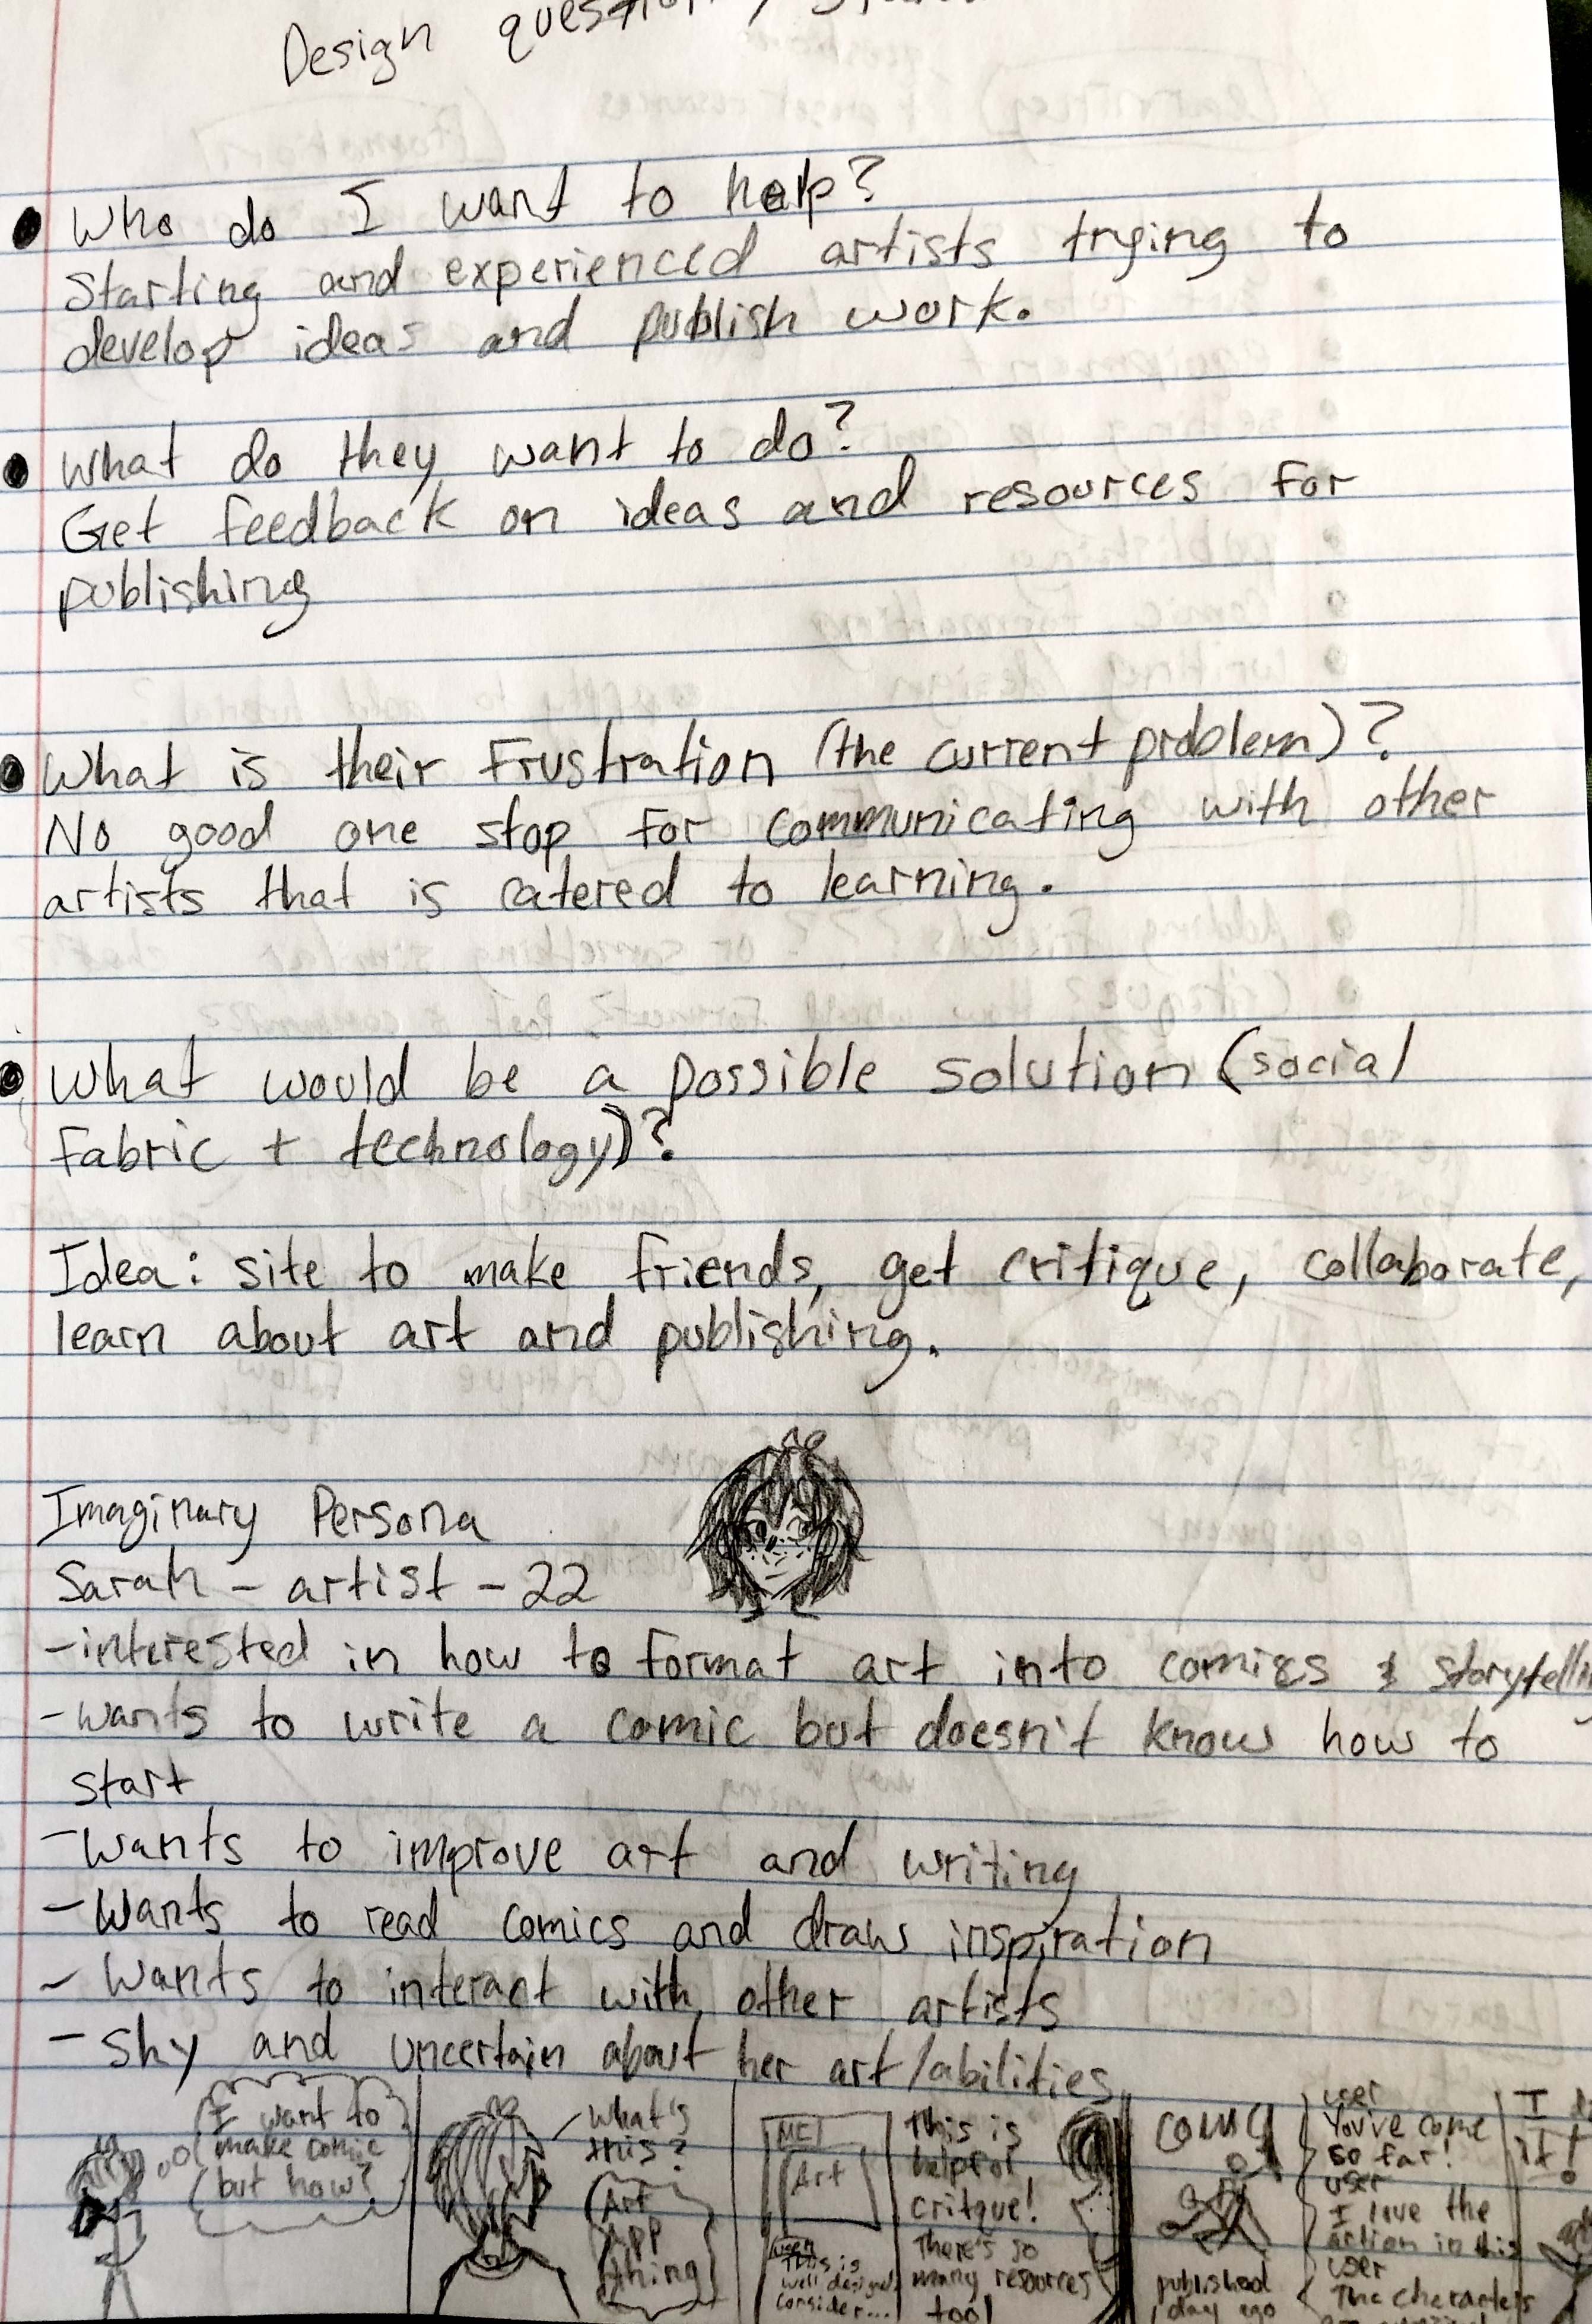 Design
Who do I want to help?
Starting and experienced artists trying to
develop ideas and publish work.
What do they want to do?
Get feedback on ideas and resources for
publishing
What is their frustration (the current problem)?
No good one stop for communicating with other
artists that is catered to learning.
What would be a possible solution (social
fabric + technology)?
Idea: site to make friends, get critique, collaborate,
learn about art and publishing.
Imaginary Persona
Sarah - artist - 22
-interested in how to format art into comics & storytelling
-wants to write a comic but doesn't know how to
start
-wants to improve art and writing
-wants to read comics and draw inspiration
-wants to interact with other artists
-shy and uncertain about her art/abilities
I want to
make comic
but how?
What's
this?
Art
App
thing
ME
Art
user
This is
well designed
consider...
This is
helpful
critque!
There's so
many resources
too!
comic
published
1 day ago
user
You've come
so far!
user
I love the
action in this
user
The characters
I
it!